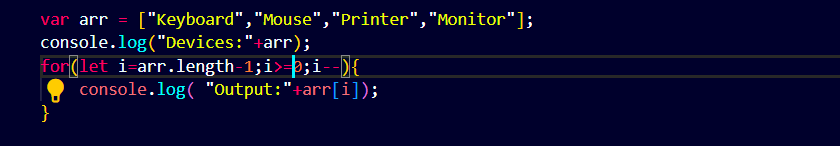 var arr = ["Keyboard","Mouse","Printer","Monitor"];
console.log("Devices:"+arr);
for(let i=arr.length-1;i>=0;i--){
console.log( "Output:"+arr[i]);
}